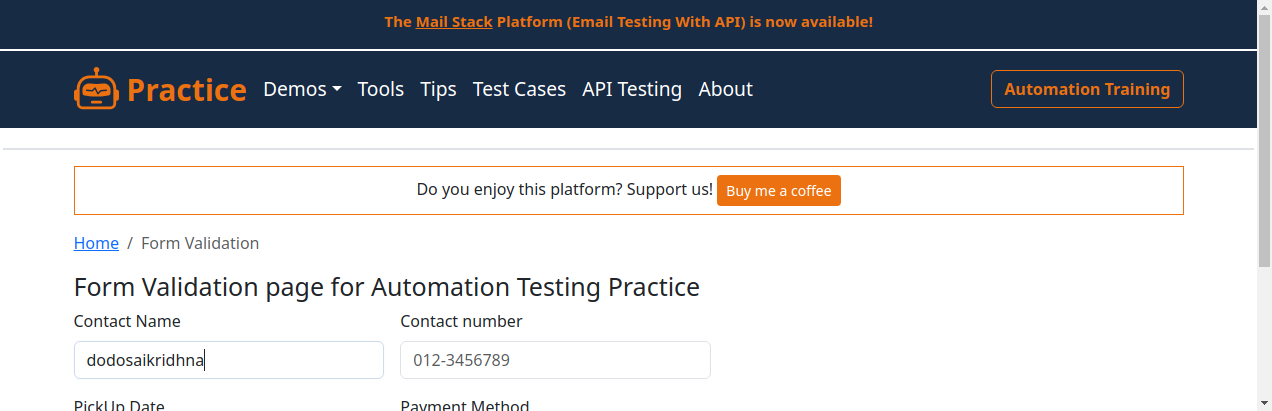 The Mail Stack Platform (Email Testing With API) is now available!
Practice Demos Tools Tips Test Cases API Testing About Automation Training
Do you enjoy this platform? Support us! Buy me a coffee
Home / Form Validation
Form Validation page for Automation Testing Practice
Contact Name Contact number
dodosaikridhna 012-3456789
PickUp Date Payment Method